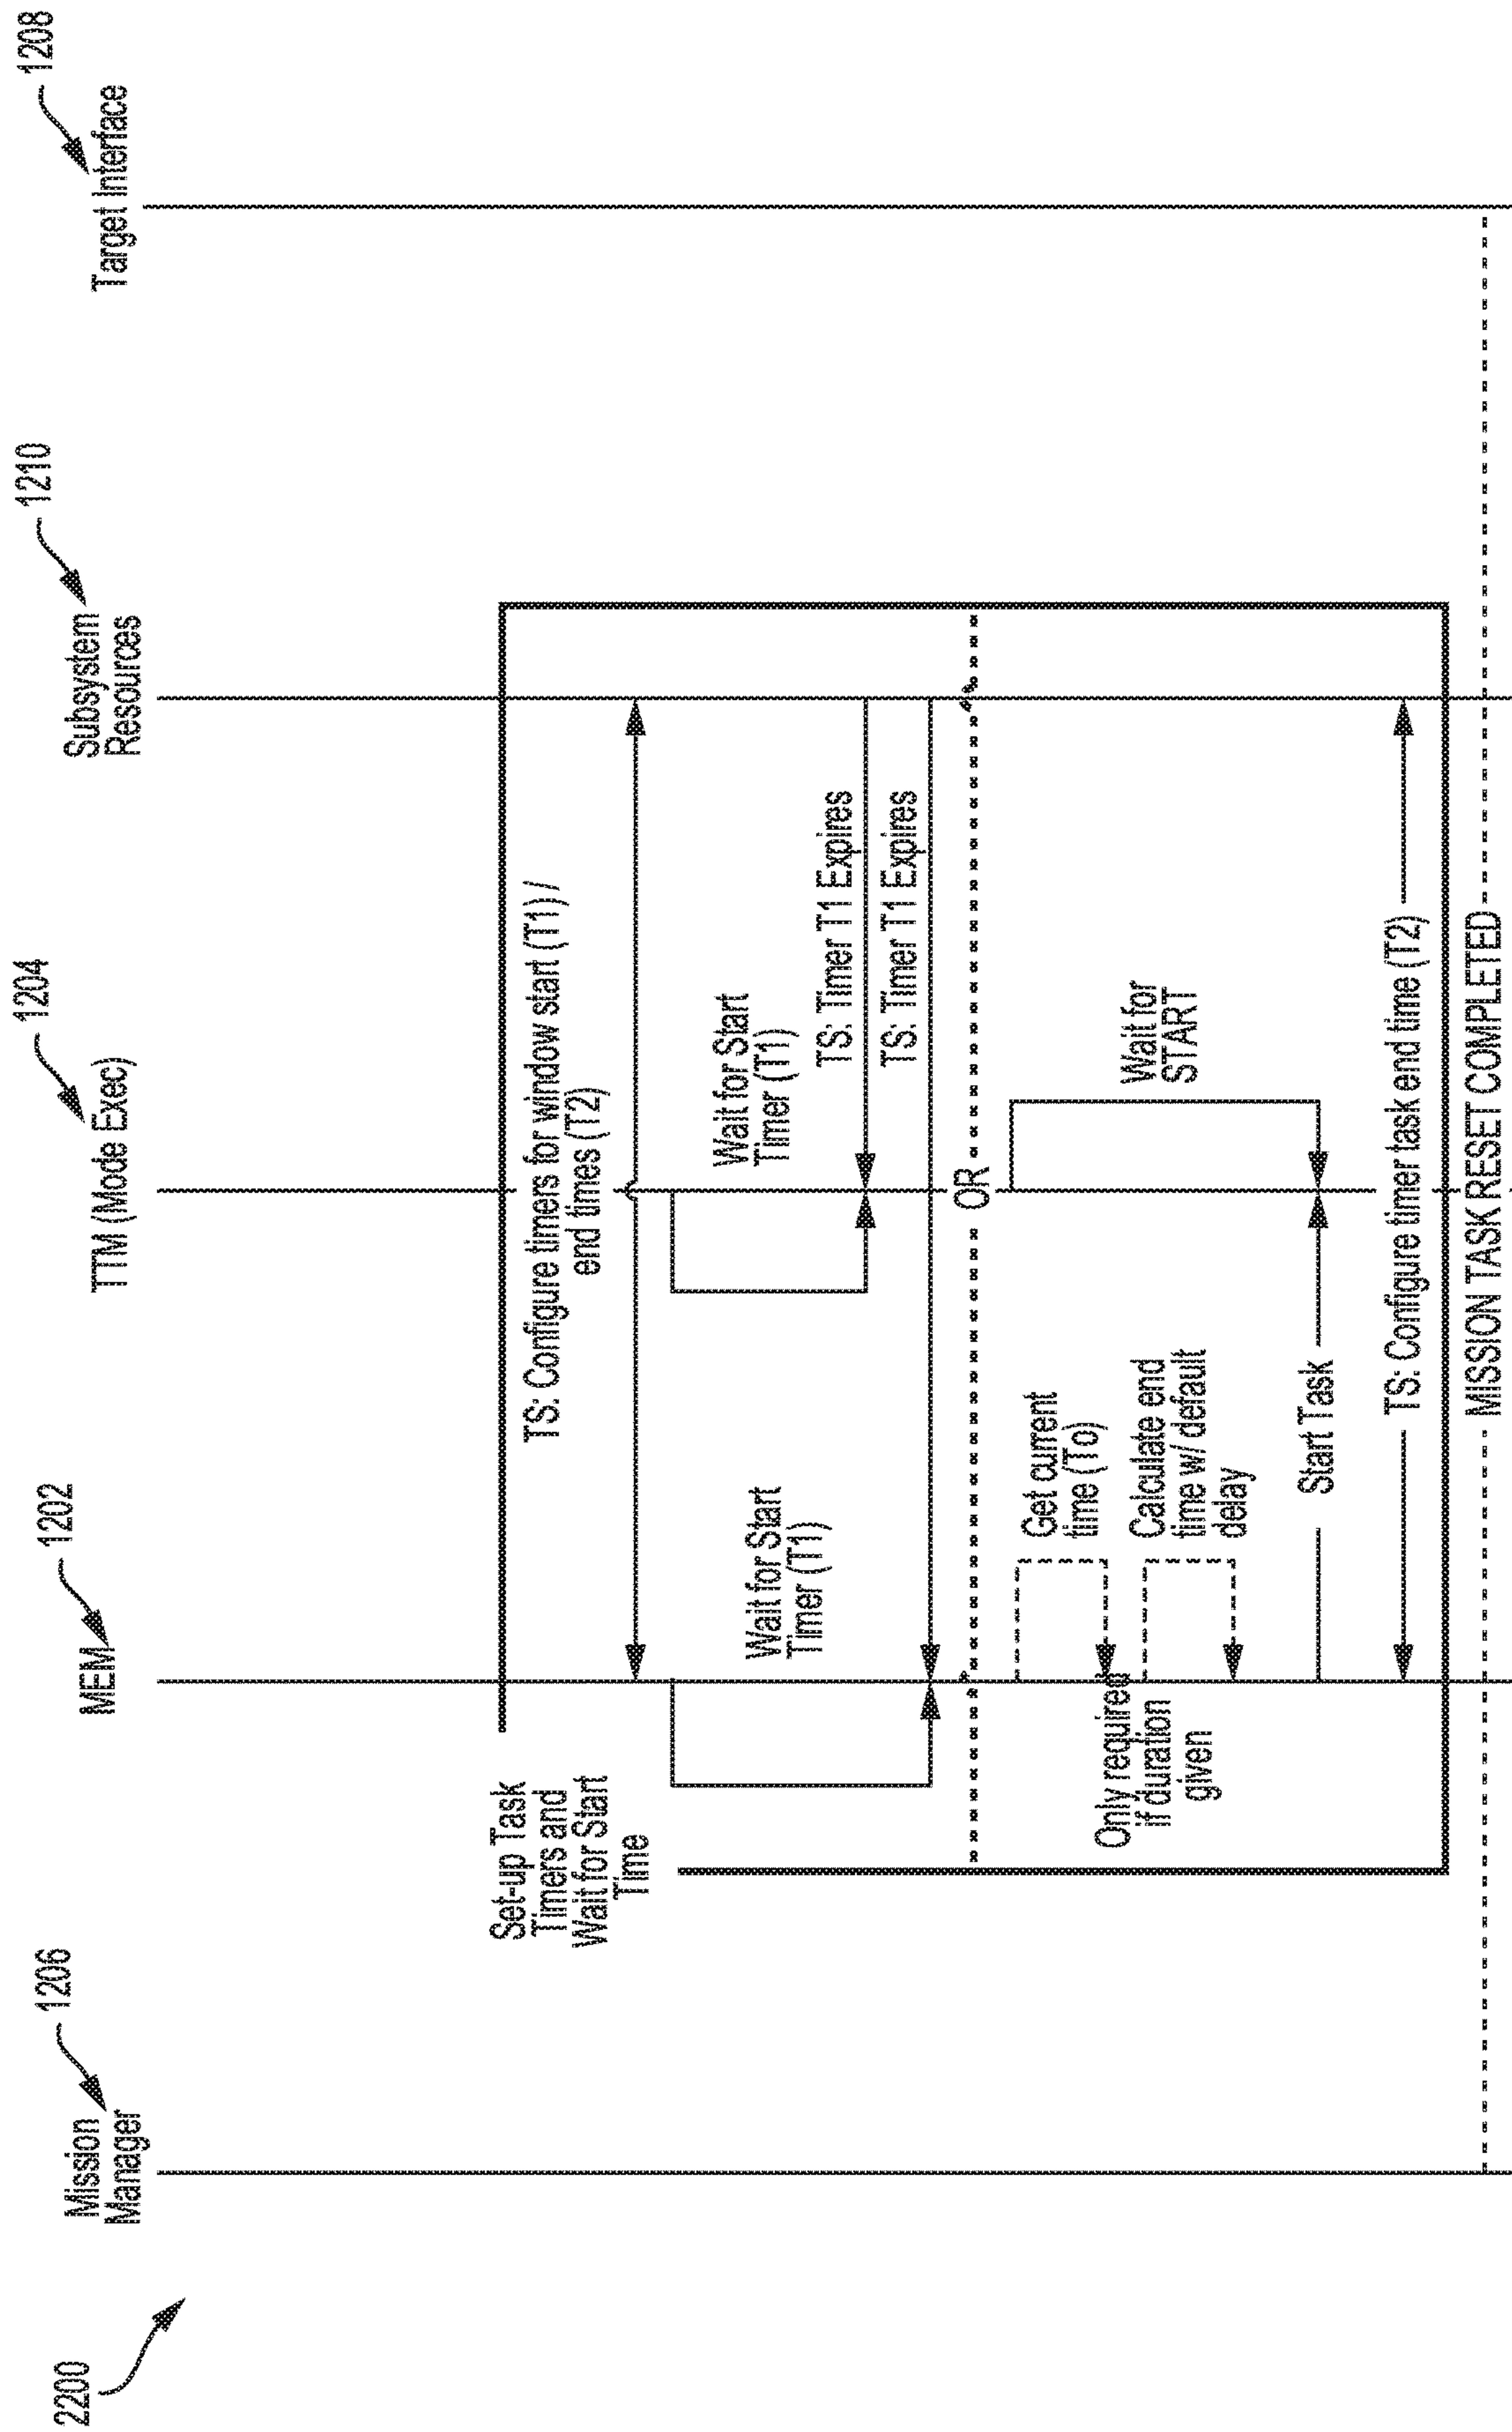 2200
1206
Mission
Manager
1202
MEM
1204
TTM (Mode Exec)
1210
Subsystem
Resources
1208
Target Interface
Set-up Task
Timers and
Wait for Start
Time
TS: Configure timers for window start (T1) /
end times (T2)
Wait for Start
Timer (T1)
Wait for Start
Timer (T1)
TS: Timer T1 Expires
TS: Timer T1 Expires
OR
Only required
if duration
given
Get current
time (To)
Calculate end
time w/ default
delay
Wait for
START
Start Task
TS: Configure timer task end time (T2)
MISSION TASK RESET COMPLETED